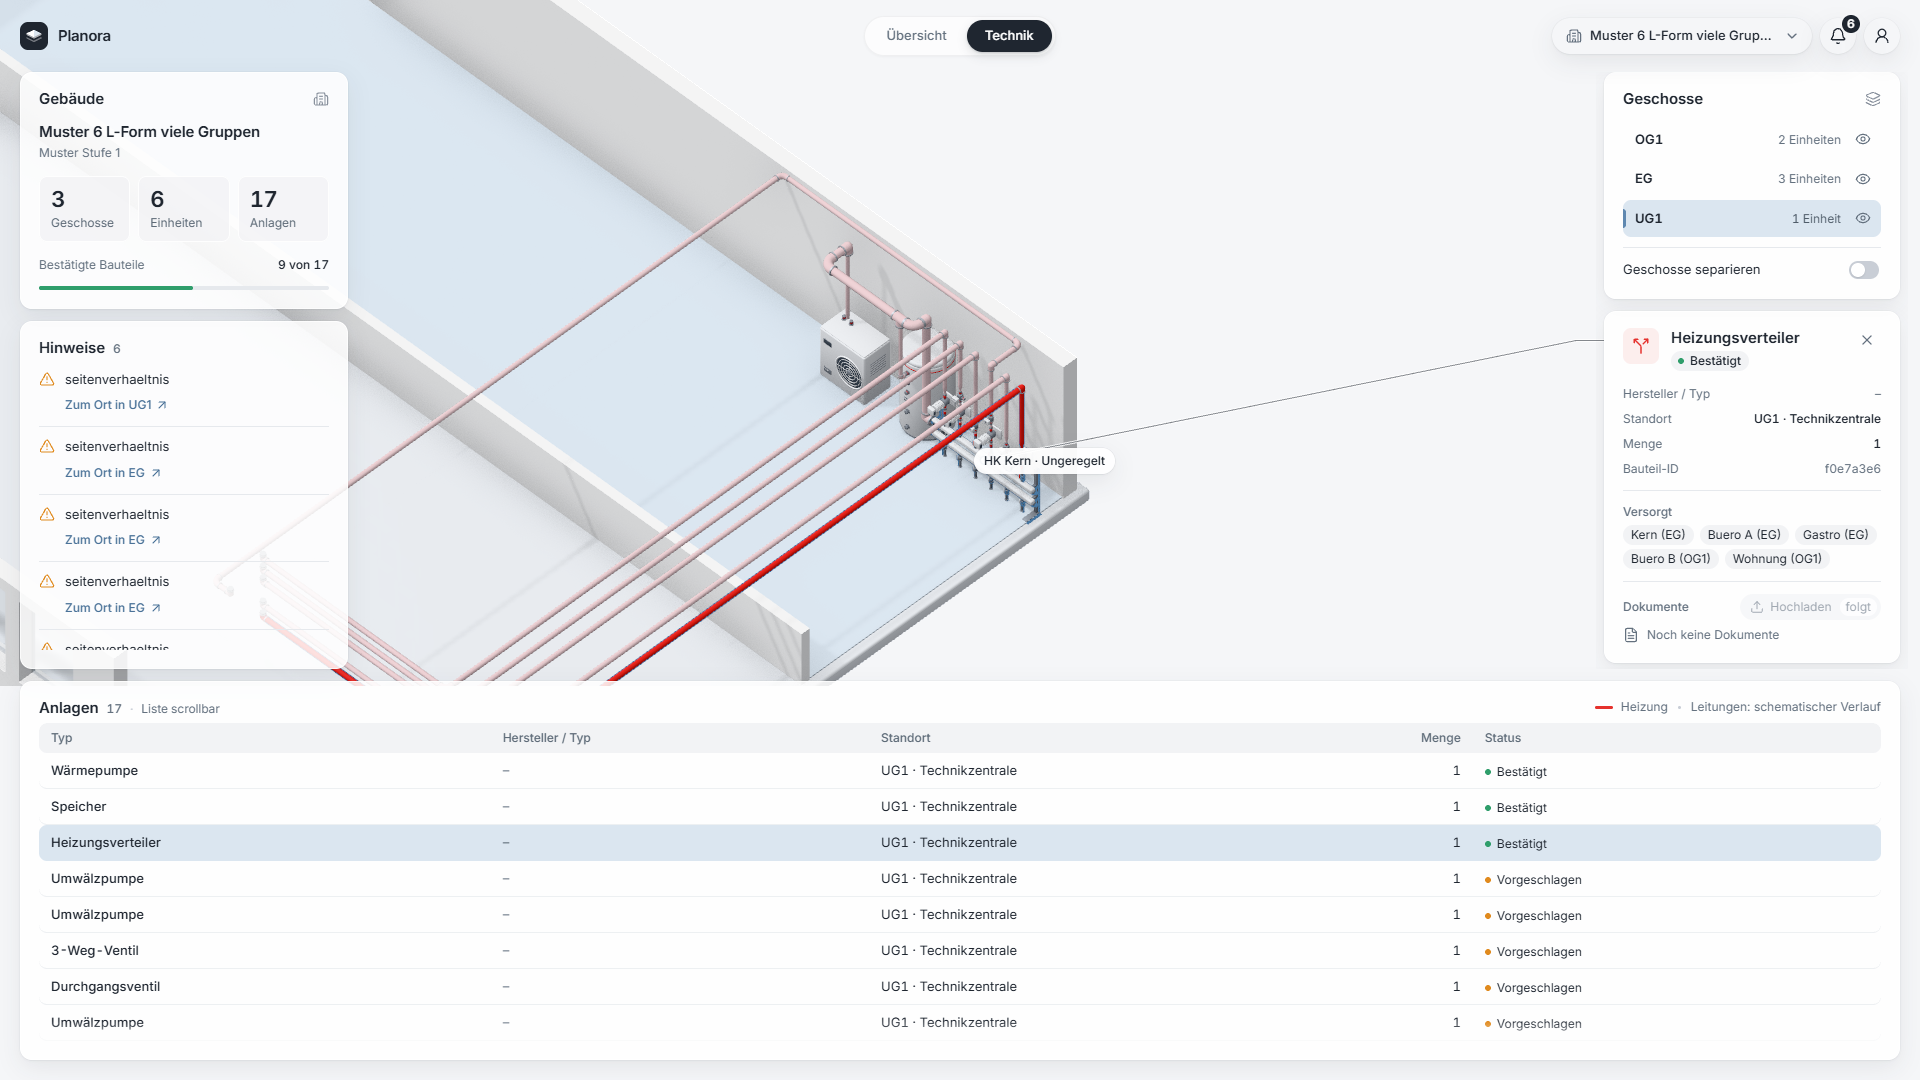 Planora
Übersicht
Technik
Muster 6 L-Form viele Grup...
6
Gebäude
Muster 6 L-Form viele Gruppen
Muster Stufe 1
3
Geschosse
6
Einheiten
17
Anlagen
Bestätigte Bauteile
9 von 17
Hinweise 6
seitenverhaeltnis
Zum Ort in UG1
seitenverhaeltnis
Zum Ort in EG
seitenverhaeltnis
Zum Ort in EG
seitenverhaeltnis
Zum Ort in EG
seitenverhaeltnis
HK Kern · Ungeregelt
Geschosse
OG1 2 Einheiten
EG 3 Einheiten
UG1 1 Einheit
Geschosse separieren
Heizungsverteiler
Bestätigt
Hersteller / Typ –
Standort UG1 · Technikzentrale
Menge 1
Bauteil-ID f0e7a3e6
Versorgt
Kern (EG) Buero A (EG) Gastro (EG)
Buero B (OG1) Wohnung (OG1)
Dokumente Hochladen folgt
Noch keine Dokumente
Anlagen 17 · Liste scrollbar
Heizung • Leitungen: schematischer Verlauf
Typ Hersteller / Typ Standort Menge Status
Wärmepumpe – UG1 · Technikzentrale 1 Bestätigt
Speicher – UG1 · Technikzentrale 1 Bestätigt
Heizungsverteiler – UG1 · Technikzentrale 1 Bestätigt
Umwälzpumpe – UG1 · Technikzentrale 1 Vorgeschlagen
Umwälzpumpe – UG1 · Technikzentrale 1 Vorgeschlagen
3-Weg-Ventil – UG1 · Technikzentrale 1 Vorgeschlagen
Durchgangsventil – UG1 · Technikzentrale 1 Vorgeschlagen
Umwälzpumpe – UG1 · Technikzentrale 1 Vorgeschlagen